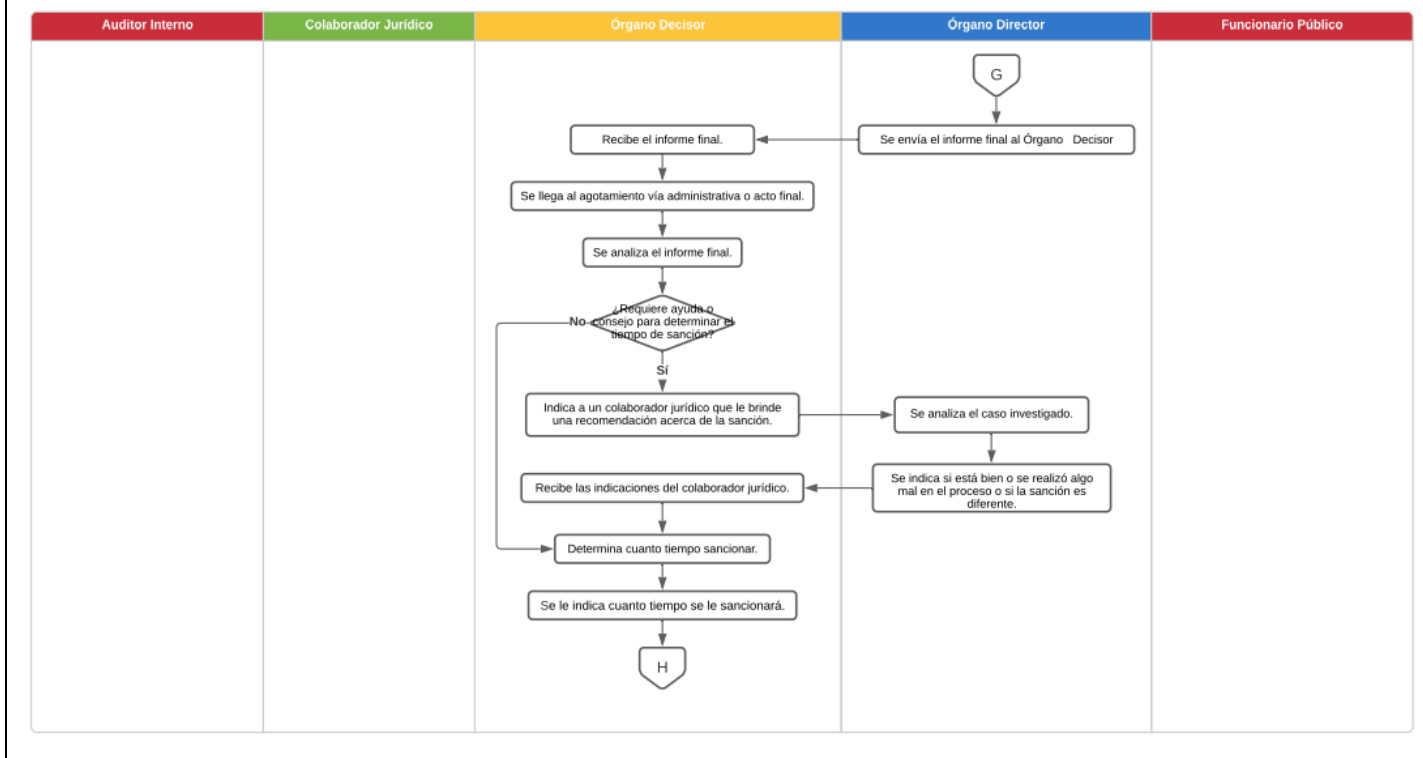 Auditor Interno
Colaborador Jurídico
Órgano Decisor
Órgano Director
Funcionario Público
G
Recibe el informe final.
Se envía el informe final al Órgano Decisor
Se llega al agotamiento vía administrativa o acto final.
Se analiza el informe final.
¿Requiere ayuda o
consejo para determinar el
tiempo de sanción?
No
Sí
Indica a un colaborador jurídico que le brinde
una recomendación acerca de la sanción.
Se analiza el caso investigado.
Se indica si está bien o se realizó algo
mal en el proceso o si la sanción es
diferente.
Recibe las indicaciones del colaborador jurídico.
Determina cuanto tiempo sancionar.
Se le indica cuanto tiempo se le sancionará.
H